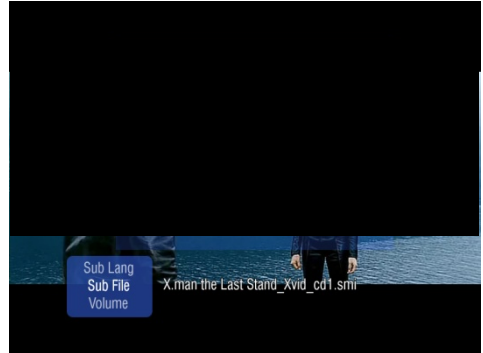 Sub Lang
Sub File
Volume
X.man the Last Stand_Xvid_cd1.smi